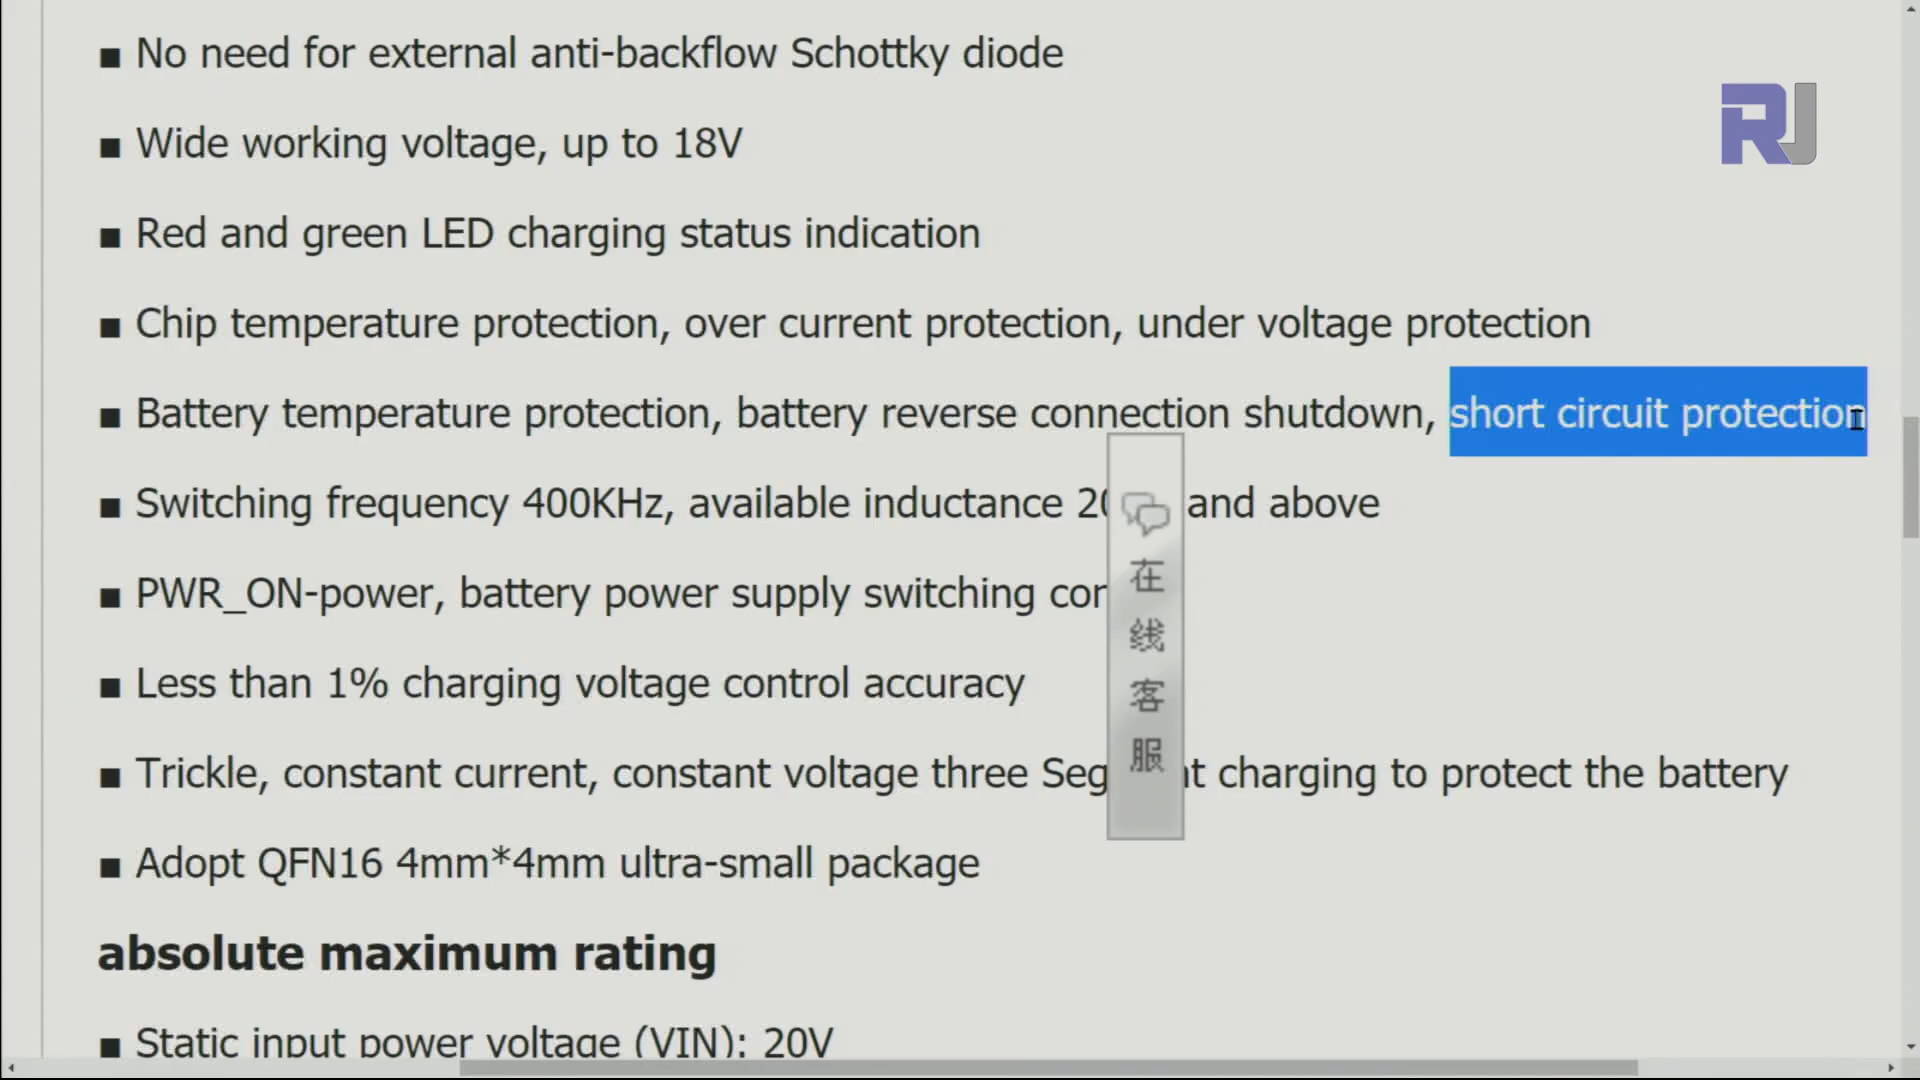 ■ No need for external anti-backflow Schottky diode
RJ
■ Wide working voltage, up to 18V
■ Red and green LED charging status indication
■ Chip temperature protection, over current protection, under voltage protection
■ Battery temperature protection, battery reverse connection shutdown, short circuit protection
■ Switching frequency 400KHz, available inductance and above
■ PWR_ON-power, battery power supply switching
■ Less than 1% charging voltage control accuracy
■ Trickle, constant current, constant voltage three charging to protect the battery
■ Adopt QFN16 4mm*4mm ultra-small package
在线客服
absolute maximum rating
■ Static input power voltage (VIN): 20V